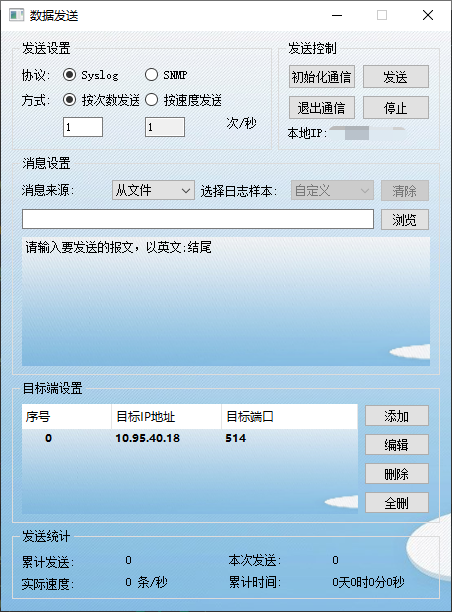 数据发送
发送设置
协议: Syslog SNMP
方式: 按次数发送 按速度发送
1 1 次/秒
发送控制
初始化通信 发送
退出通信 停止
本地IP:
消息设置
消息来源: 从文件 选择日志样本: 自定义 清除
浏览
请输入要发送的报文，以英文;结尾
目标端设置
序号 目标IP地址 目标端口
0 10.95.40.18 514
添加
编辑
删除
全删
发送统计
累计发送: 0 本次发送: 0
实际速度: 0 条/秒 累计时间: 0天0时0分0秒